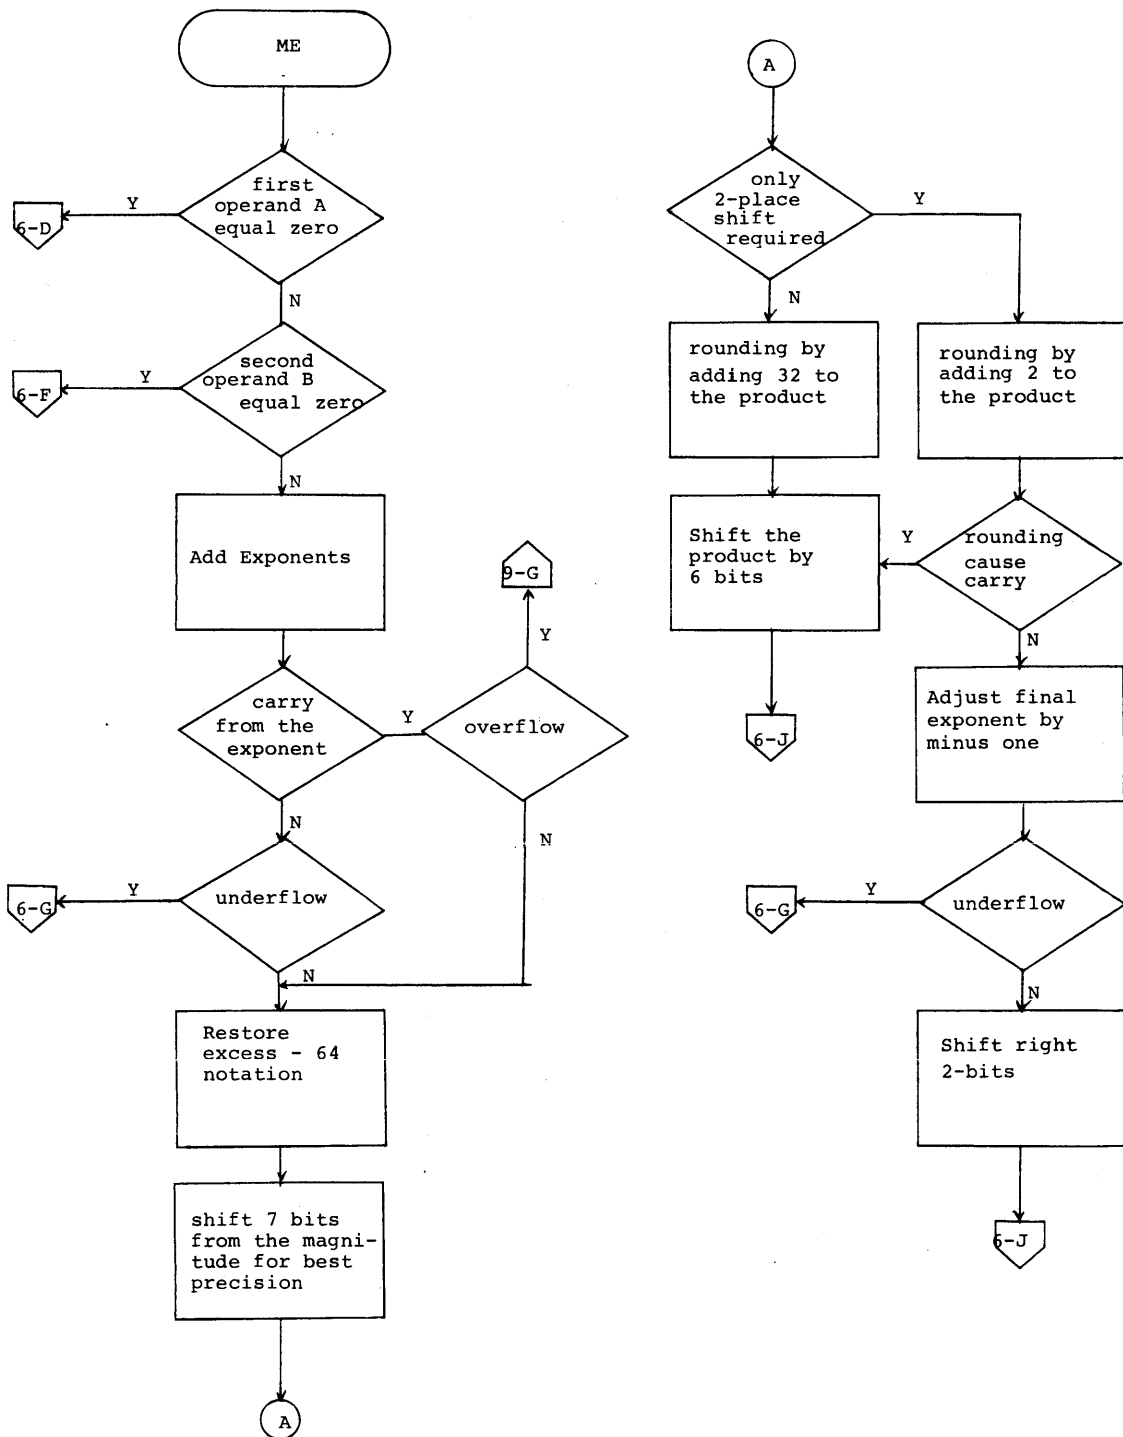 ME
first
operand A
equal zero
Y
6-D
N
second
operand B
equal zero
Y
6-F
N
Add Exponents
9-G
Y
carry
from the
exponent
Y
overflow
N
N
underflow
Y
6-G
N
Restore
excess - 64
notation
shift 7 bits
from the magni-
tude for best
precision
A
A
only
2-place
shift
required
Y
N
rounding by
adding 32 to
the product
rounding by
adding 2 to
the product
Shift the
product by
6 bits
Y
rounding
cause
carry
N
6-J
Adjust final
exponent by
minus one
underflow
Y
6-G
N
Shift right
2-bits
6-J